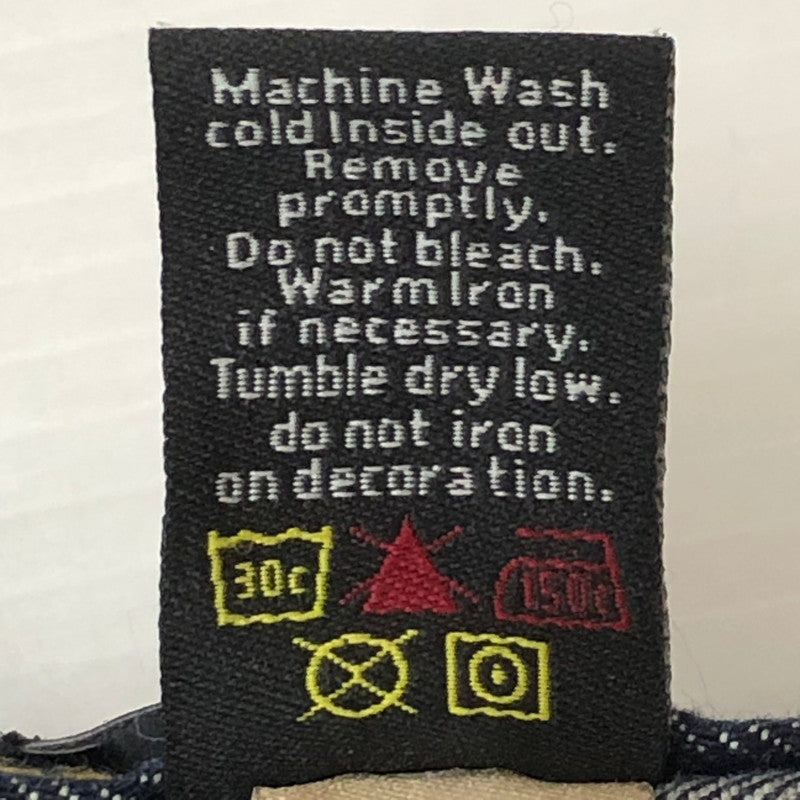 Machine Wash
cold Inside out.
Remove
promptly.
Do not bleach.
Warm Iron
if necessary.
Tumble dry low.
do not iron
on decoration.
30c 150c